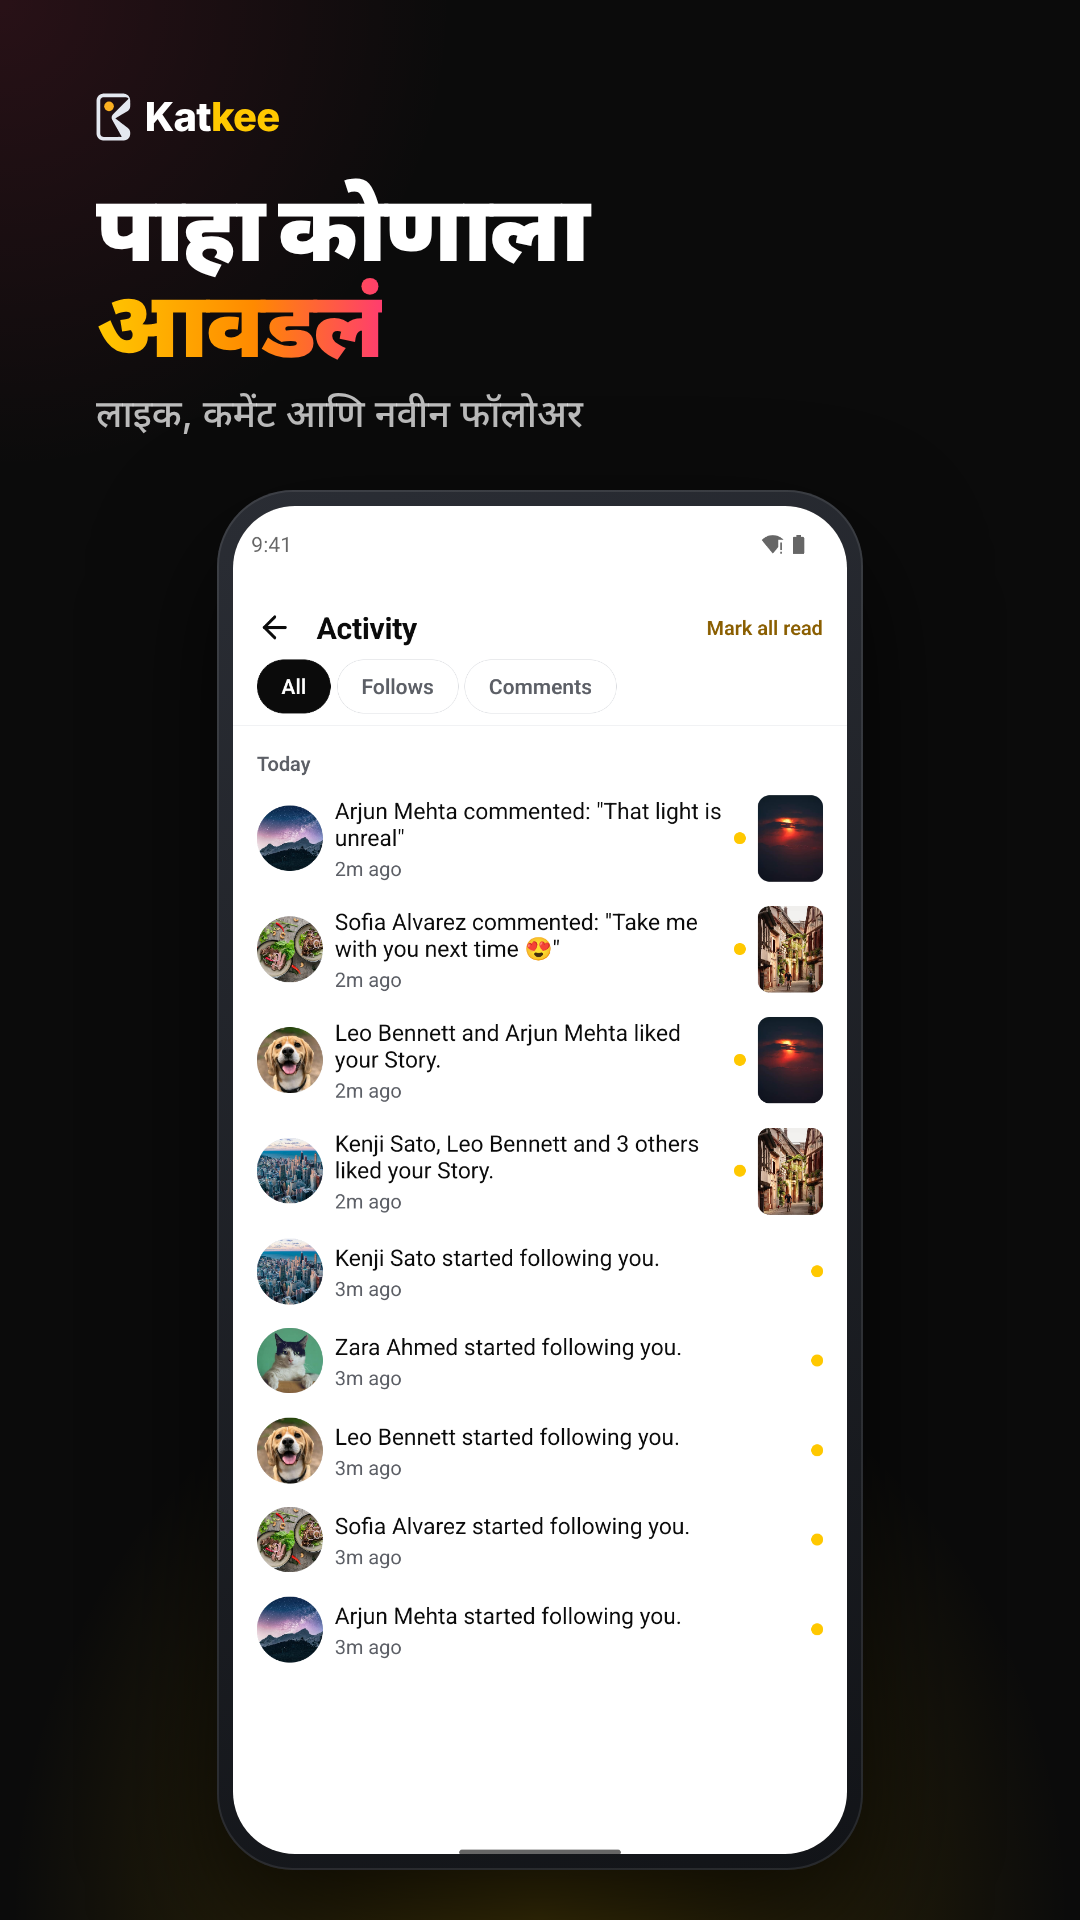 Katkee
पाहा कोणाला
आवडलं
लाइक, कमेंट आणि नवीन फॉलोअर
9:41
Activity
Mark all read
All
Follows
Comments
Today
Arjun Mehta commented: "That light is
unreal"
2m ago
Sofia Alvarez commented: "Take me
with you next time 😍"
2m ago
Leo Bennett and Arjun Mehta liked
your Story.
2m ago
Kenji Sato, Leo Bennett and 3 others
liked your Story.
2m ago
Kenji Sato started following you.
3m ago
Zara Ahmed started following you.
3m ago
Leo Bennett started following you.
3m ago
Sofia Alvarez started following you.
3m ago
Arjun Mehta started following you.
3m ago